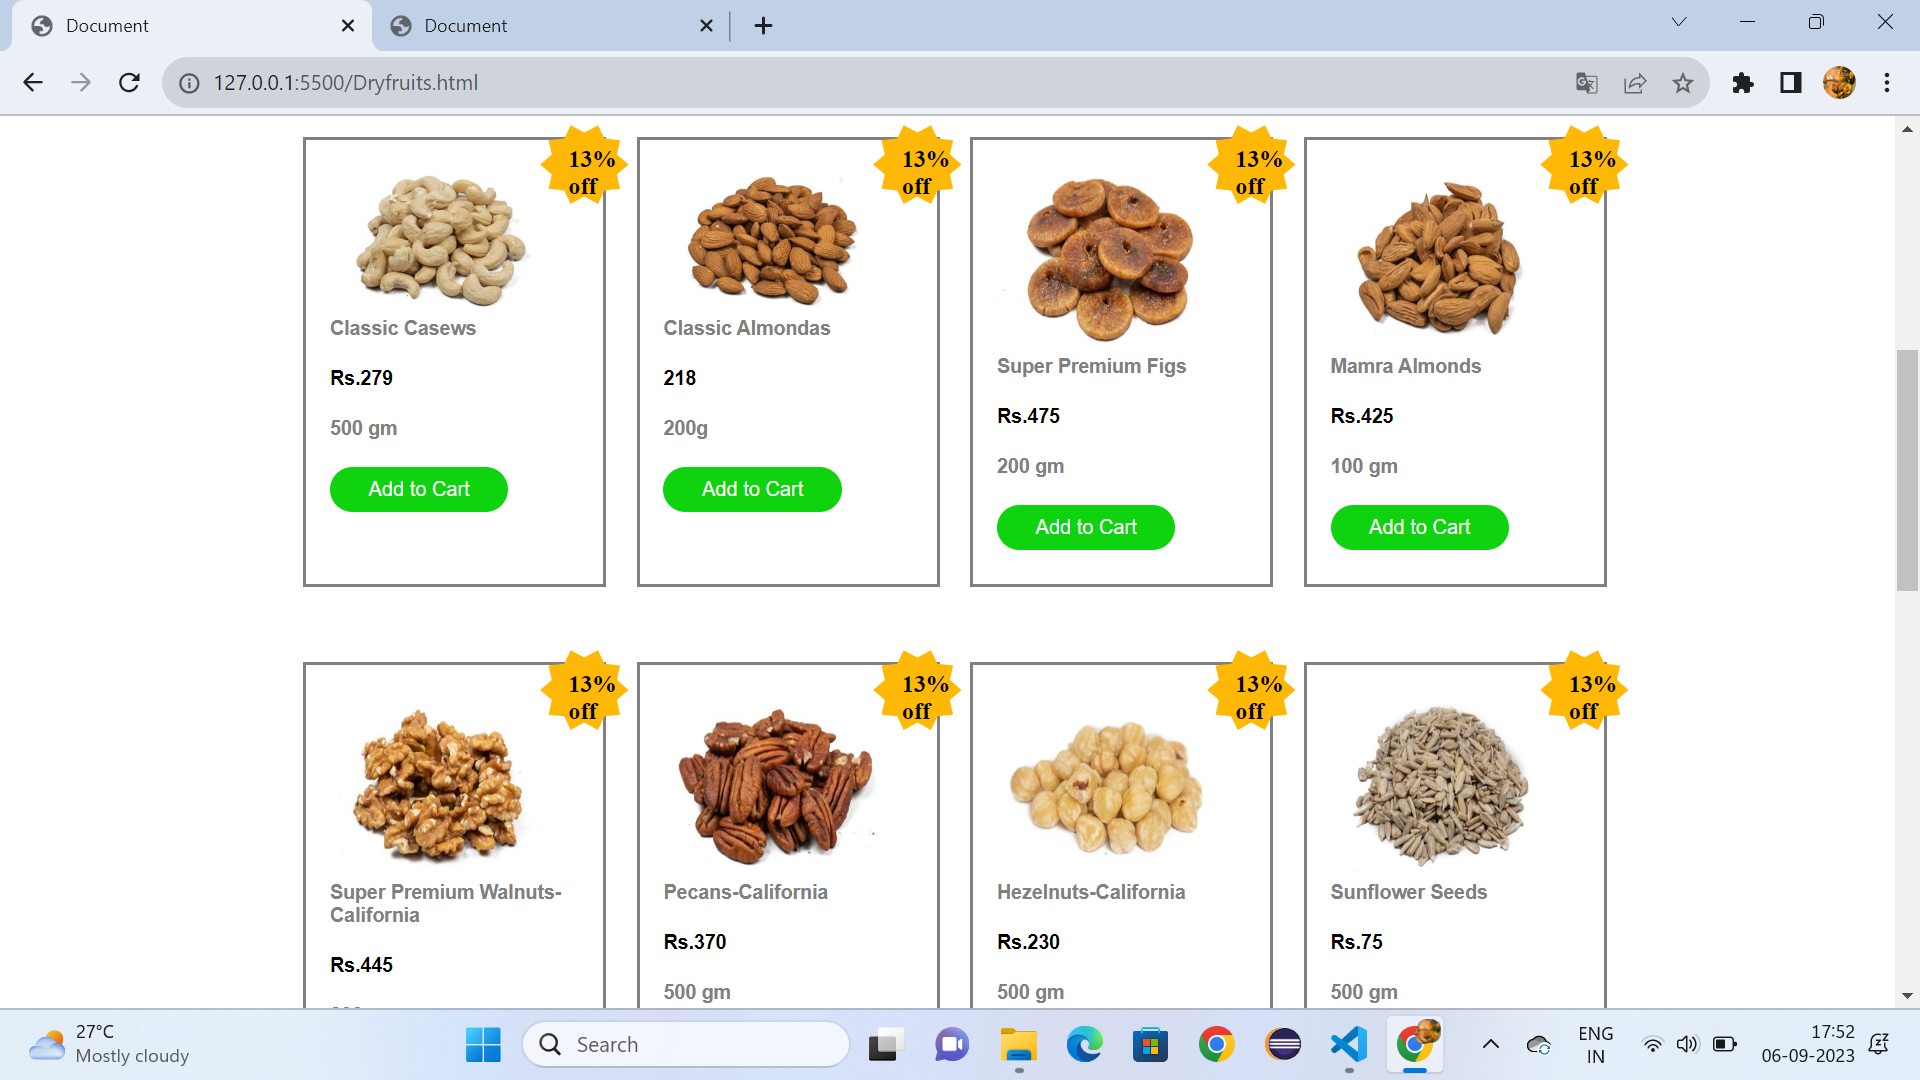 Document
Document
127.0.0.1:5500/Dryfruits.html
13%
off
13%
off
13%
off
13%
off
Classic Casews
Rs.279
500 gm
Add to Cart
Classic Almondas
218
200g
Add to Cart
Super Premium Figs
Rs.475
200 gm
Add to Cart
Mamra Almonds
Rs.425
100 gm
Add to Cart
13%
off
13%
off
13%
off
13%
off
Super Premium Walnuts-
California
Rs.445
Pecans-California
Rs.370
500 gm
Hezelnuts-California
Rs.230
500 gm
Sunflower Seeds
Rs.75
500 gm
27°C
Mostly cloudy
Search
ENG
IN
17:52
06-09-2023